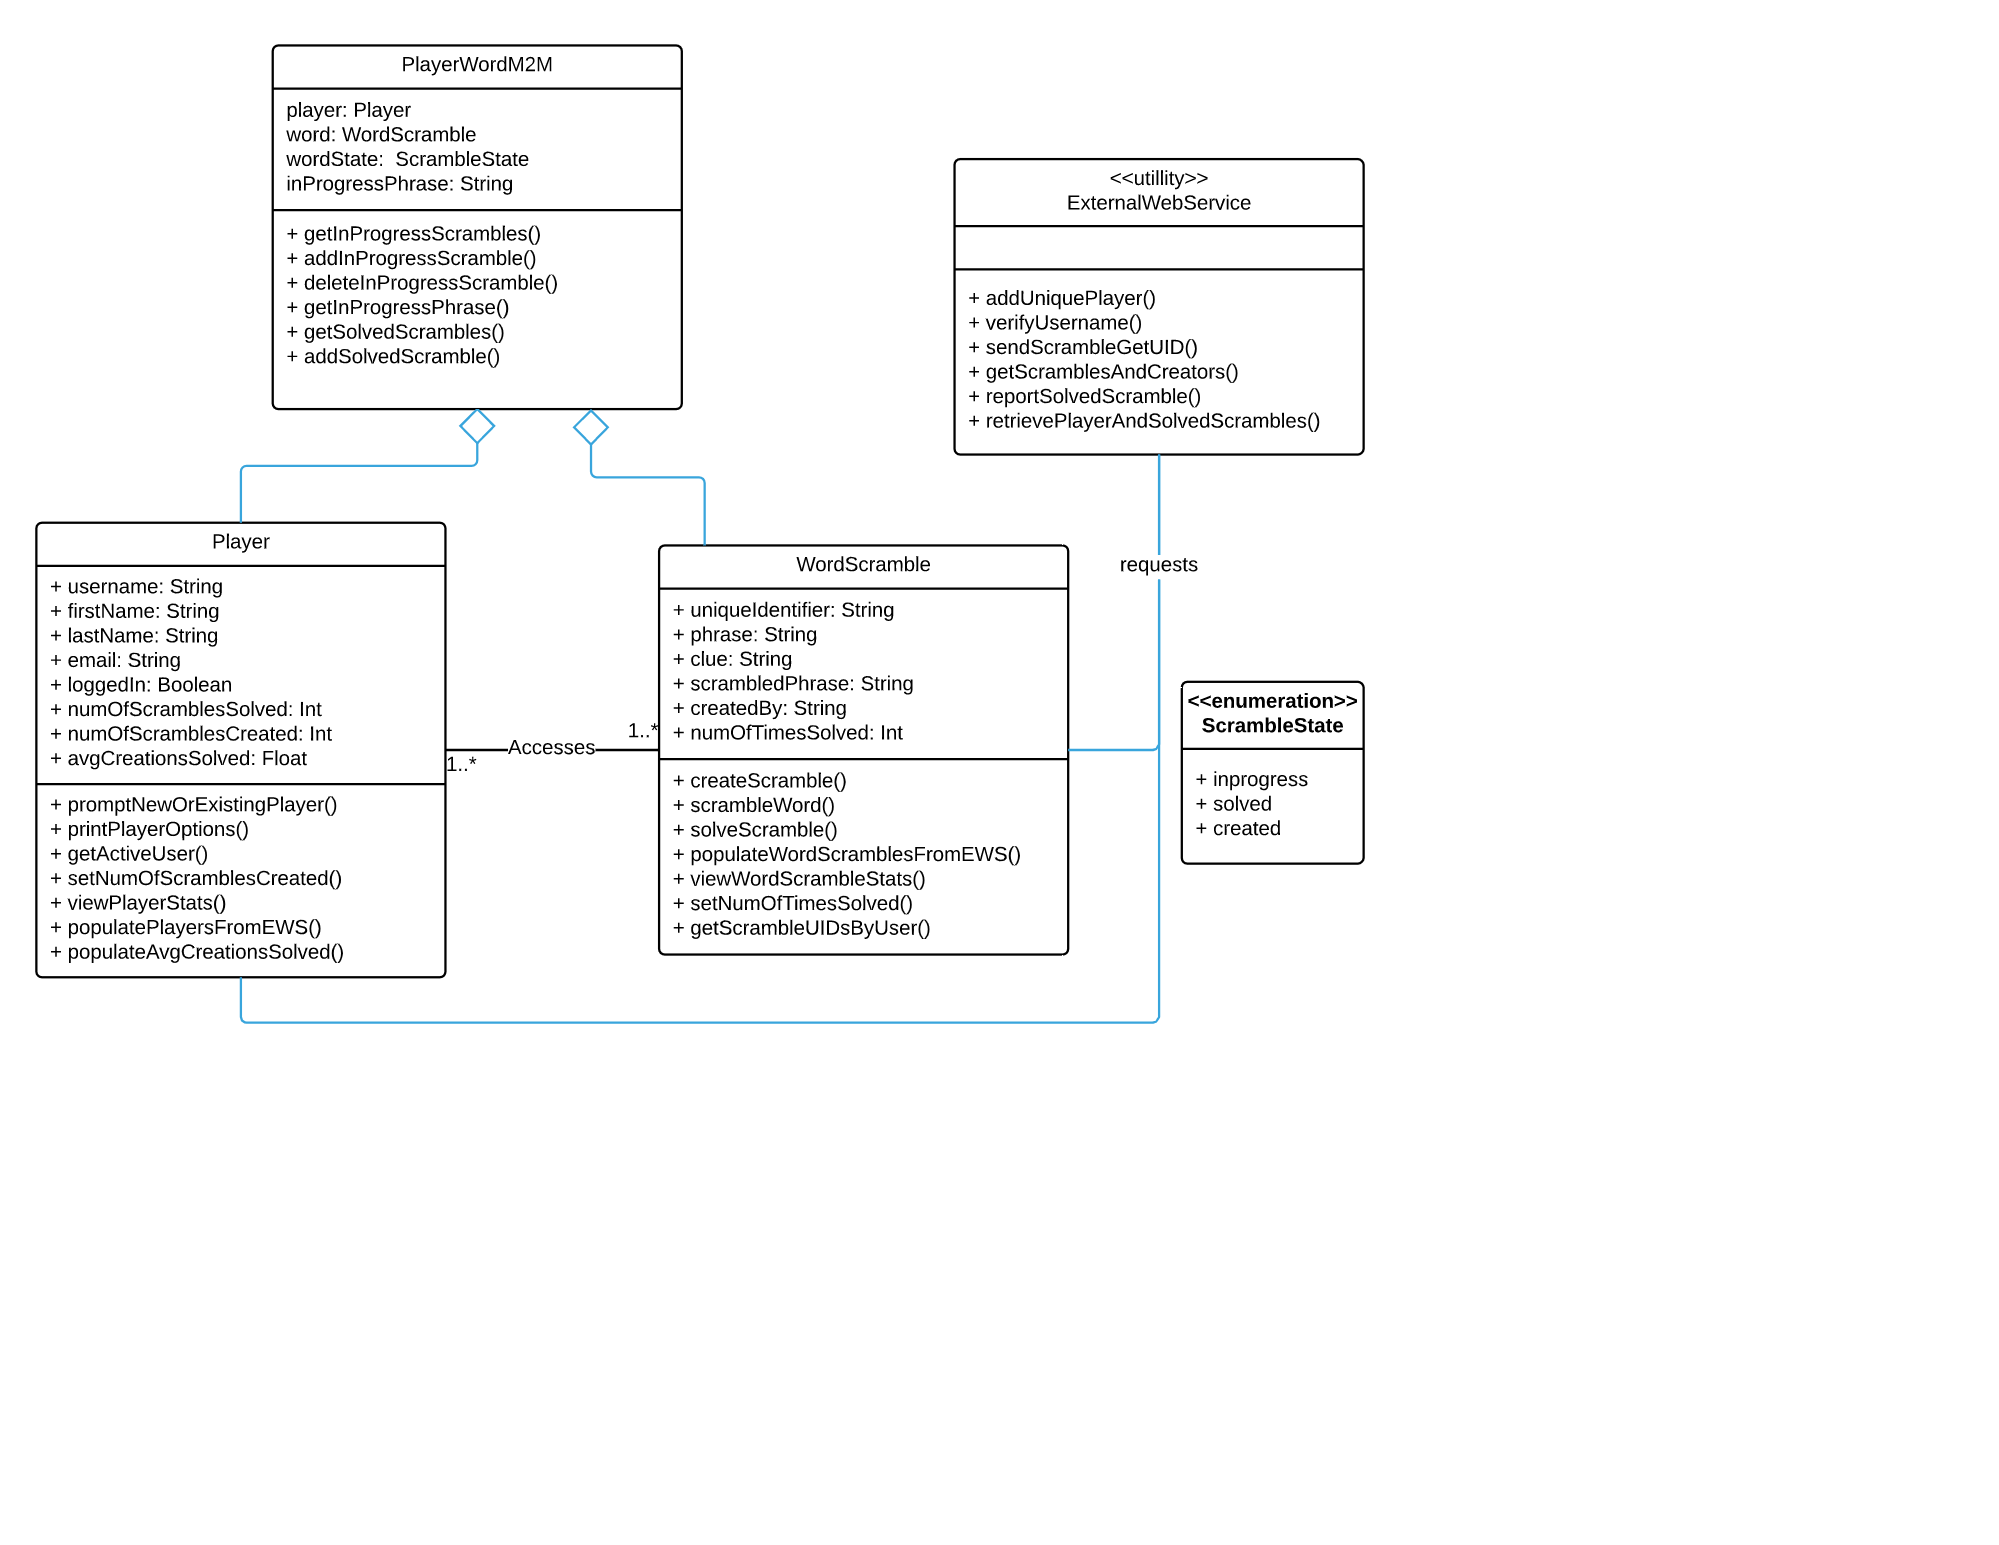 PlayerWordM2M
player: Player
word: WordScramble
wordState:  ScrambleState
inProgressPhrase: String
+ getInProgressScrambles()
+ addInProgressScramble()
+ deleteInProgressScramble()
+ getInProgressPhrase()
+ getSolvedScrambles()
+ addSolvedScramble()
<<utillity>>
ExternalWebService
+ addUniquePlayer()
+ verifyUsername()
+ sendScrambleGetUID()
+ getScramblesAndCreators()
+ reportSolvedScramble()
+ retrievePlayerAndSolvedScrambles()
Player
+ username: String
+ firstName: String
+ lastName: String
+ email: String
+ loggedIn: Boolean
+ numOfScramblesSolved: Int
+ numOfScramblesCreated: Int
+ avgCreationsSolved: Float
+ promptNewOrExistingPlayer()
+ printPlayerOptions()
+ getActiveUser()
+ setNumOfScramblesCreated()
+ viewPlayerStats()
+ populatePlayersFromEWS()
+ populateAvgCreationsSolved()
1..*
Accesses
1..*
WordScramble
+ uniqueIdentifier: String
+ phrase: String
+ clue: String
+ scrambledPhrase: String
+ createdBy: String
+ numOfTimesSolved: Int
+ createScramble()
+ scrambleWord()
+ solveScramble()
+ populateWordScramblesFromEWS()
+ viewWordScrambleStats()
+ setNumOfTimesSolved()
+ getScrambleUIDsByUser()
requests
<<enumeration>>
ScrambleState
+ inprogress
+ solved
+ created